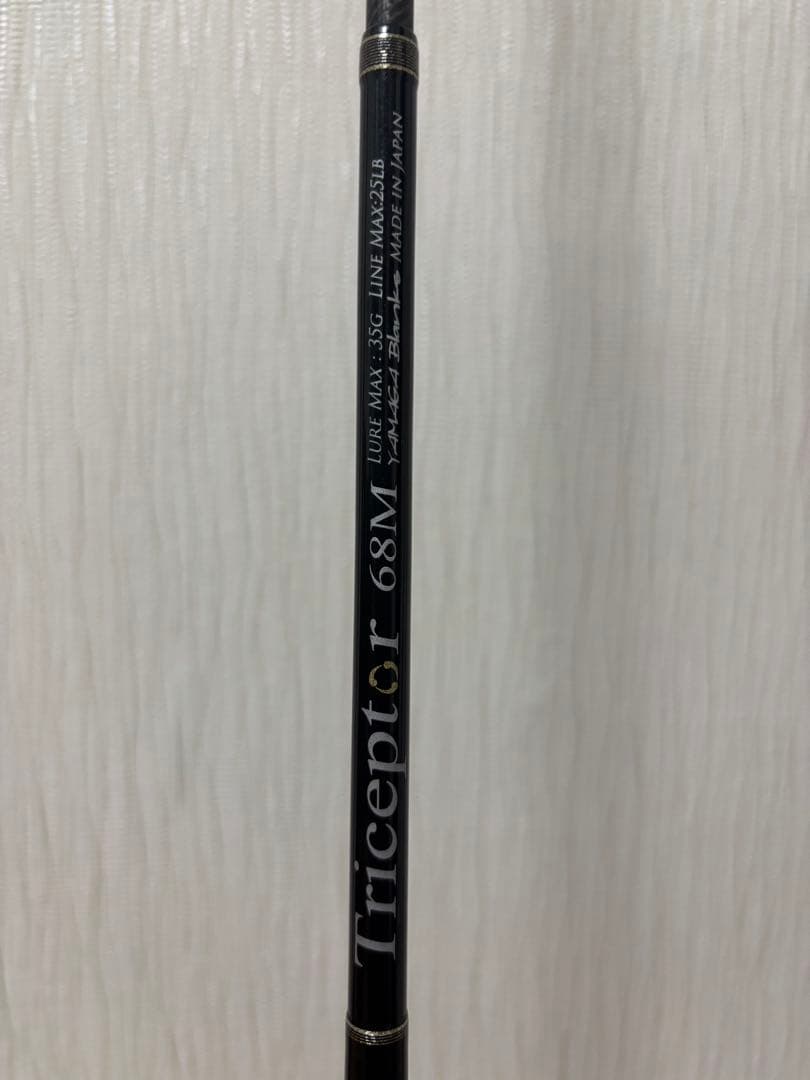 Triceptor 68M
LURE MAX : 35G LINE MAX:25LB
YAMAGA Blanks MADE IN JAPAN